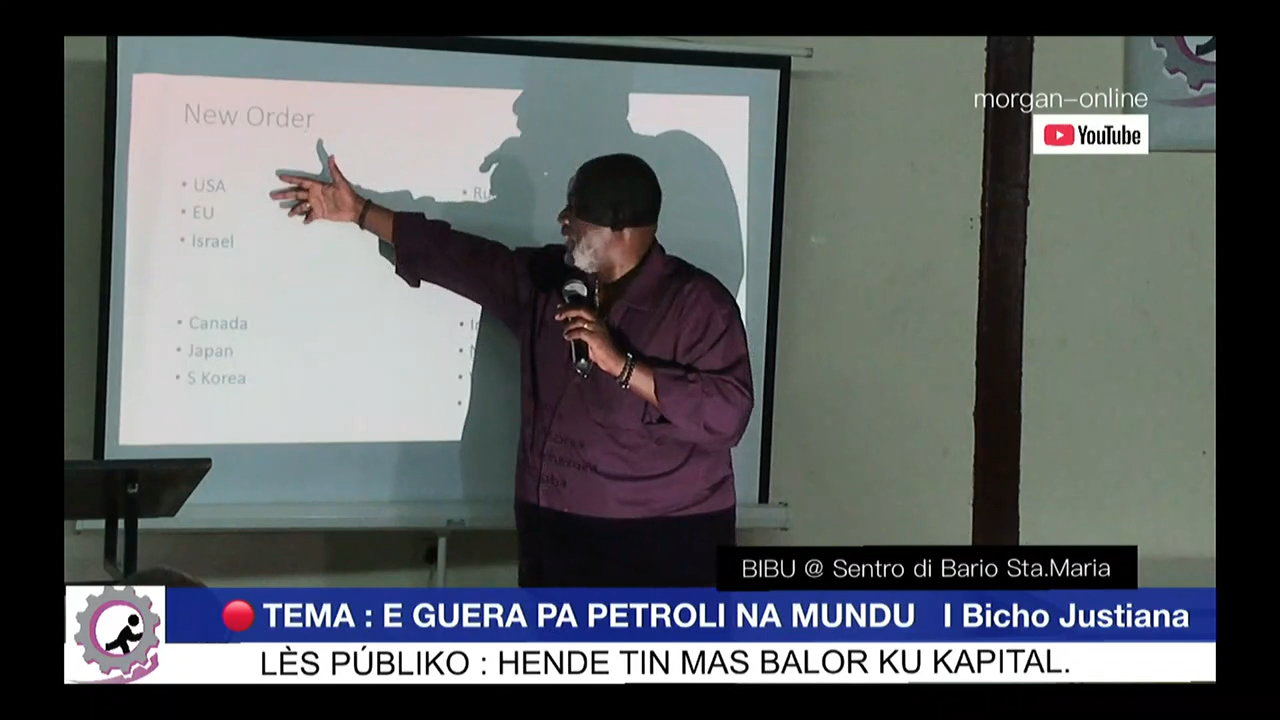 New Order
morgan-online
YouTube
• USA
• EU
• Israel
• Canada
• Japan
• S Korea
BIBU @ Sentro di Bario Sta.Maria
TEMA : E GUERA PA PETROLI NA MUNDU I Bicho Justiana
LÈS PÚBLIKO : HENDE TIN MAS BALOR KU KAPITAL.